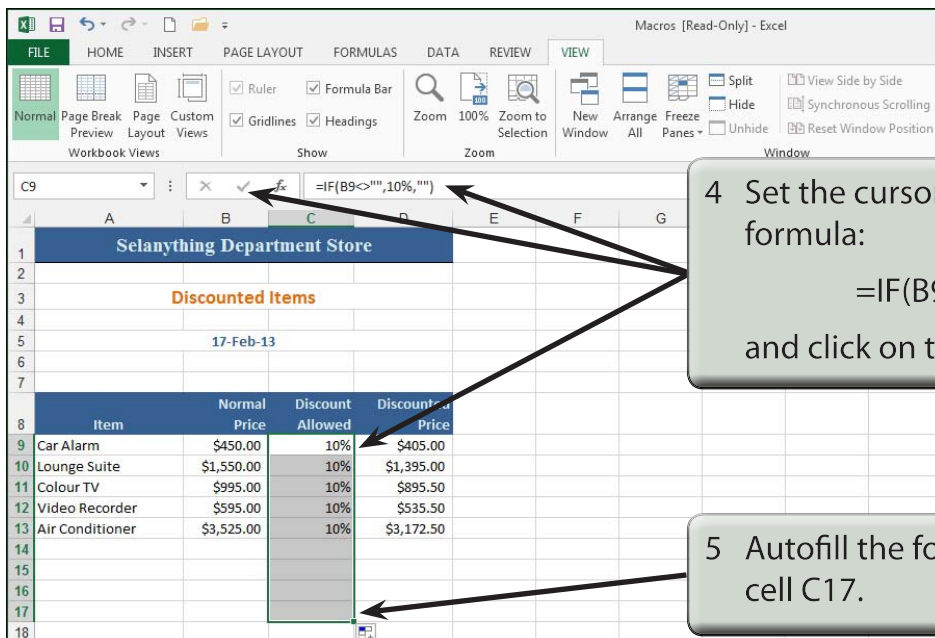 Macros [Read-Only] - Excel
FILE HOME INSERT PAGE LAYOUT FORMULAS DATA REVIEW VIEW
Normal Page Break Preview Page Layout Custom Views
Workbook Views
Ruler Formula Bar
Gridlines Headings
Show
Zoom 100% Zoom to Selection
Zoom
New Window Arrange All Freeze Panes
Split
Hide
Unhide
View Side by Side
Synchronous Scrolling
Reset Window Position
Window
C9 fx =IF(B9<>"",10%,"")
A B C D E F G
1 Selanything Department Store
2
3 Discounted Items
4
5 17-Feb-13
6
7
8 Item Normal Price Discount Allowed Discounted Price
9 Car Alarm $450.00 10% $405.00
10 Lounge Suite $1,550.00 10% $1,395.00
11 Colour TV $995.00 10% $895.50
12 Video Recorder $595.00 10% $535.50
13 Air Conditioner $3,525.00 10% $3,172.50
14
15
16
17
18
4 Set the curso
formula:
=IF(B9
and click on t
5 Autofill the fo
cell C17.